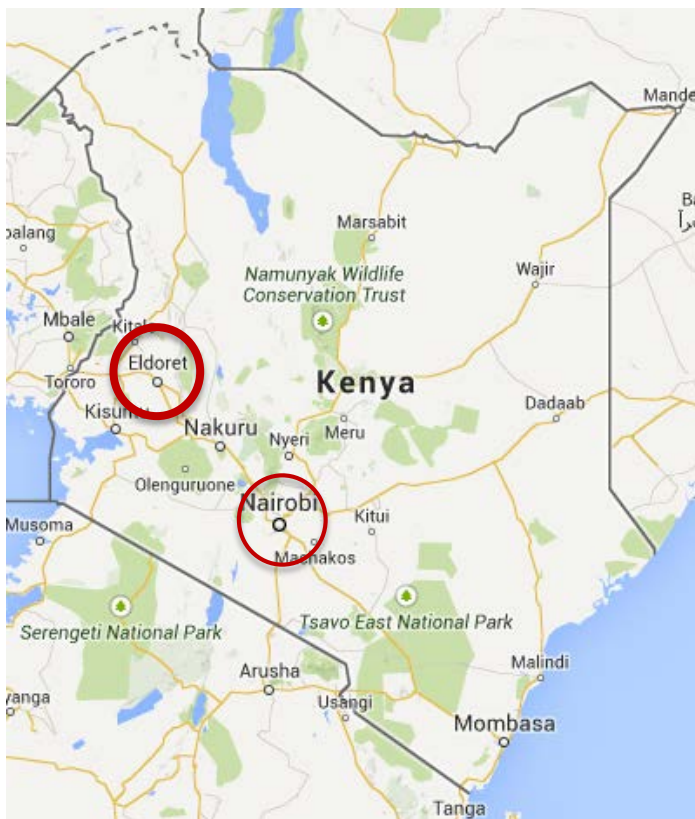 Mande
Ba
palang
Marsabit
Wajir
Namunyak Wildlife
Conservation Trust
Mbale
Kital
Eldoret
Tororo
Kenya
Kisumu
Dadaab
Nakuru
Meru
Nyeri
Olenguruone
Nairobi
Kitui
Musoma
Machakos
Serengeti National Park
Tsavo East National Park
Malindi
Arusha
yanga
Usangi
Mombasa
Tanga